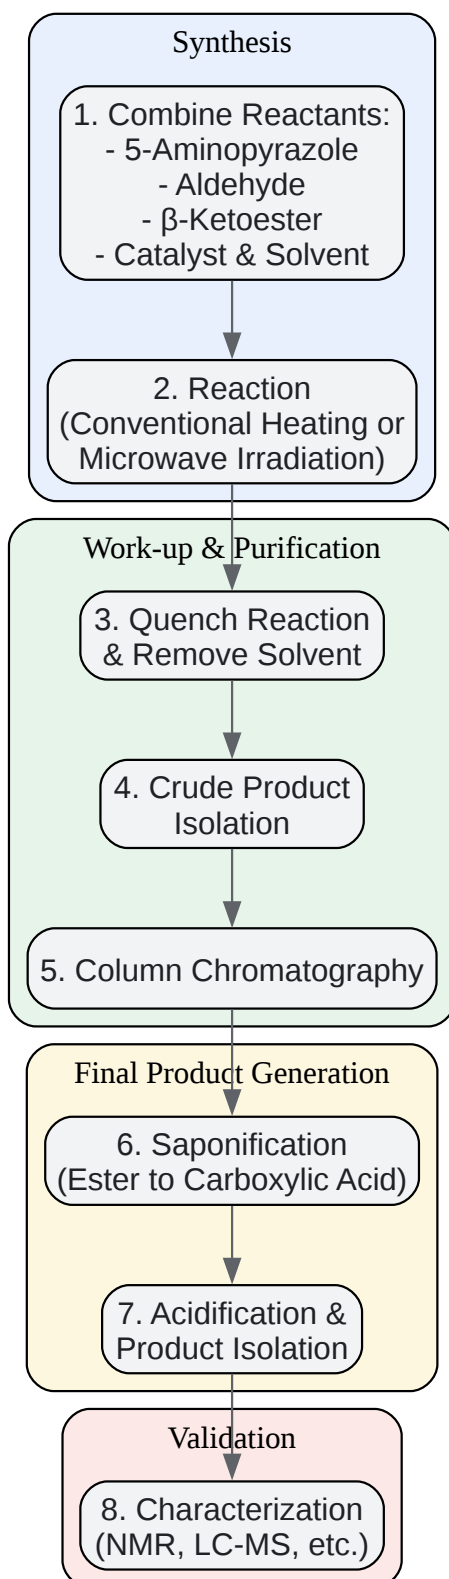 Synthesis
1. Combine Reactants:
- 5-Aminopyrazole
- Aldehyde
- β-Ketoester
- Catalyst & Solvent
2. Reaction
(Conventional Heating or
Microwave Irradiation)
Work-up & Purification
3. Quench Reaction
& Remove Solvent
4. Crude Product
Isolation
5. Column Chromatography
Final Product Generation
6. Saponification
(Ester to Carboxylic Acid)
7. Acidification &
Product Isolation
Validation
8. Characterization
(NMR, LC-MS, etc.)